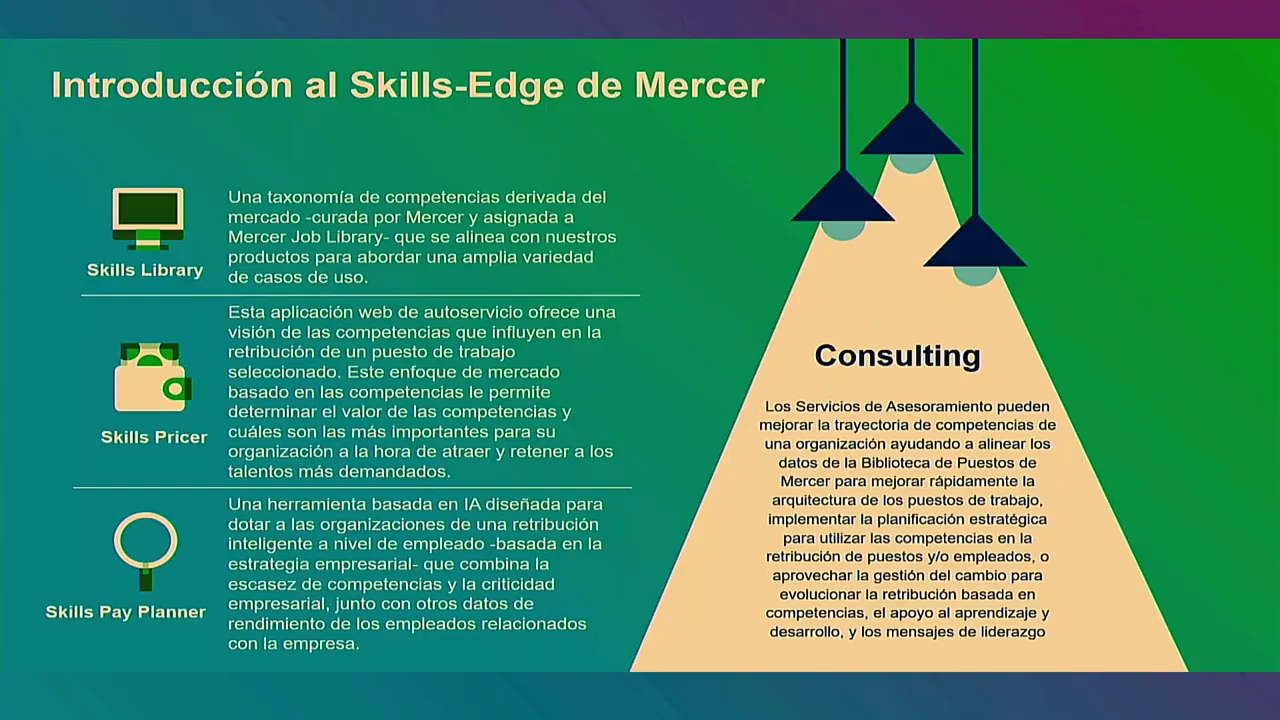 Introducción al Skills-Edge de Mercer
Skills Library
Una taxonomía de competencias derivada del
mercado -curada por Mercer y asignada a
Mercer Job Library- que se alinea con nuestros
productos para abordar una amplia variedad
de casos de uso.
Skills Pricer
Esta aplicación web de autoservicio ofrece una
visión de las competencias que influyen en la
retribución de un puesto de trabajo
seleccionado. Este enfoque de mercado
basado en las competencias le permite
determinar el valor de las competencias y
cuáles son las más importantes para su
organización a la hora de atraer y retener a los
talentos más demandados.
Skills Pay Planner
Una herramienta basada en IA diseñada para
dotar a las organizaciones de una retribución
inteligente a nivel de empleado -basada en la
estrategia empresarial- que combina la
escasez de competencias y la criticidad
empresarial, junto con otros datos de
rendimiento de los empleados relacionados
con la empresa.
Consulting
Los Servicios de Asesoramiento pueden
mejorar la trayectoria de competencias de
una organización ayudando a alinear los
datos de la Biblioteca de Puestos de
Mercer para mejorar rápidamente la
arquitectura de los puestos de trabajo,
implementar la planificación estratégica
para utilizar las competencias en la
retribución de puestos y/o empleados, o
aprovechar la gestión del cambio para
evolucionar la retribución basada en
competencias, el apoyo al aprendizaje y
desarrollo, y los mensajes de liderazgo